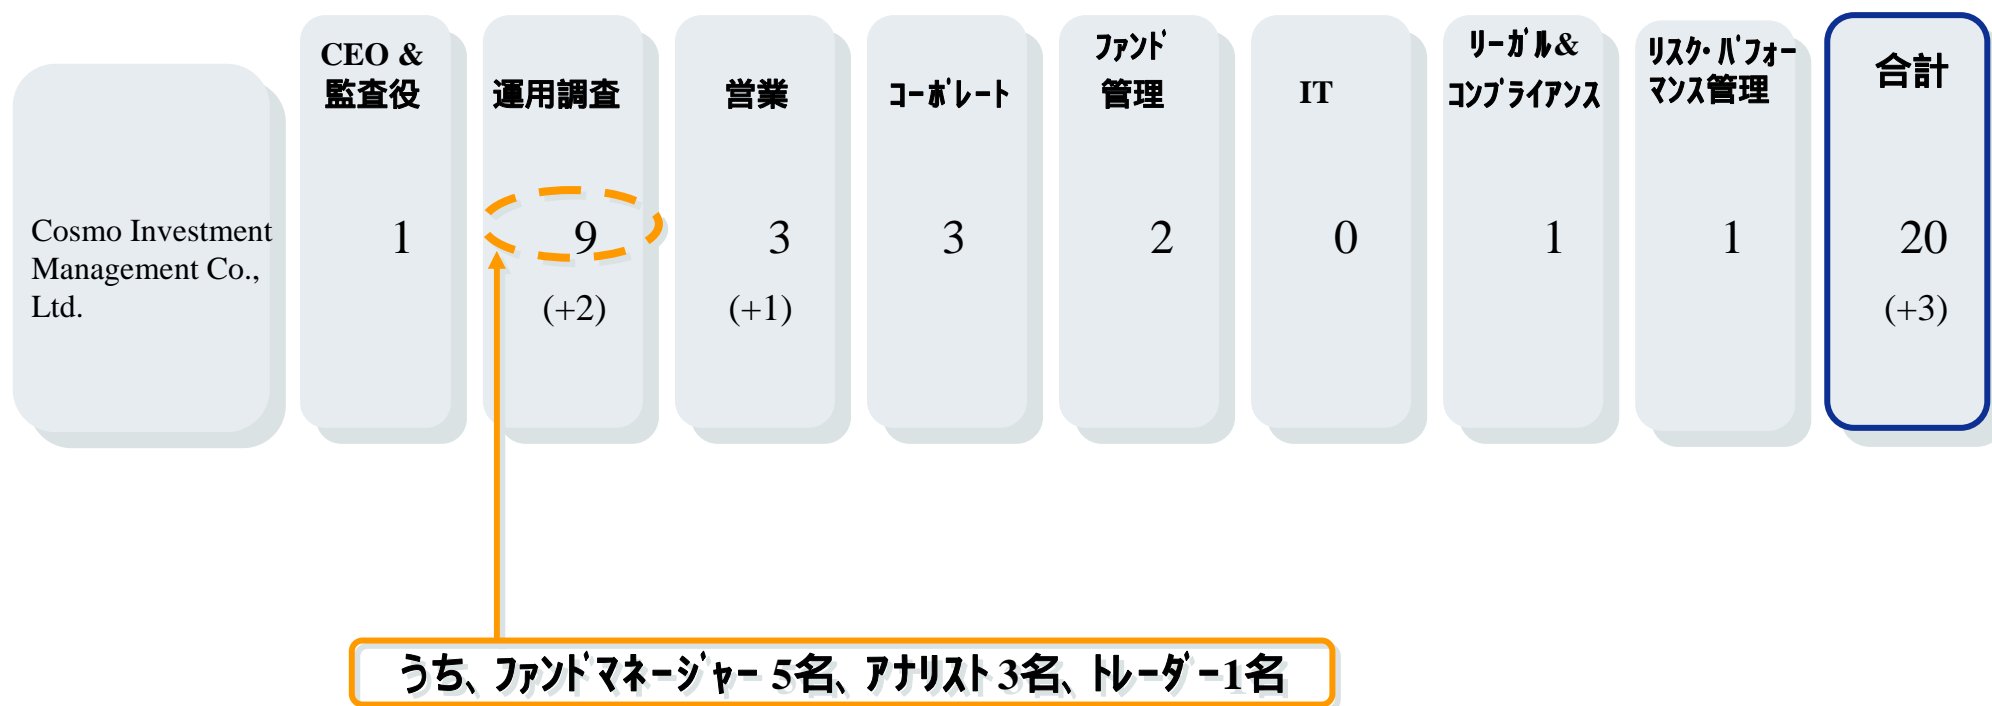 CEO &
監査役
運用調査
営業
コーポレート
ファンド
管理
IT
リーガル&
コンプライアンス
リスク・パフォー
マンス管理
合計
Cosmo Investment
Management Co.,
Ltd.
1
9
3
3
2
0
1
1
20
(+2)
(+1)
(+3)
うち、ファンドマネージャー 5名、アナリスト 3名、トレーダー1名